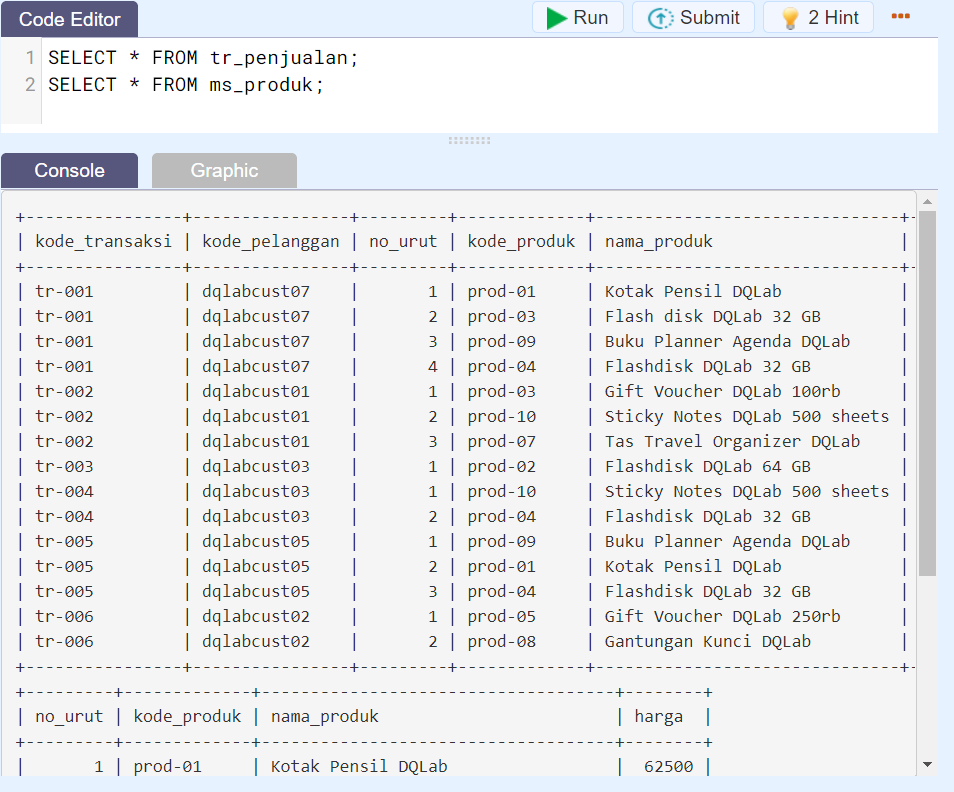 Code Editor Run Submit 2 Hint
1 SELECT * FROM tr_penjualan;
2 SELECT * FROM ms_produk;
Console Graphic
+----------------+----------------+---------+-------------+--------------------------------+-
| kode_transaksi | kode_pelanggan | no_urut | kode_produk | nama_produk                    |
+----------------+----------------+---------+-------------+--------------------------------+-
| tr-001         | dqlabcust07    |       1 | prod-01     | Kotak Pensil DQLab             |
| tr-001         | dqlabcust07    |       2 | prod-03     | Flash disk DQLab 32 GB         |
| tr-001         | dqlabcust07    |       3 | prod-09     | Buku Planner Agenda DQLab      |
| tr-001         | dqlabcust07    |       4 | prod-04     | Flashdisk DQLab 32 GB          |
| tr-002         | dqlabcust01    |       1 | prod-03     | Gift Voucher DQLab 100rb       |
| tr-002         | dqlabcust01    |       2 | prod-10     | Sticky Notes DQLab 500 sheets  |
| tr-002         | dqlabcust01    |       3 | prod-07     | Tas Travel Organizer DQLab     |
| tr-003         | dqlabcust03    |       1 | prod-02     | Flashdisk DQLab 64 GB          |
| tr-004         | dqlabcust03    |       1 | prod-10     | Sticky Notes DQLab 500 sheets  |
| tr-004         | dqlabcust03    |       2 | prod-04     | Flashdisk DQLab 32 GB          |
| tr-005         | dqlabcust05    |       1 | prod-09     | Buku Planner Agenda DQLab      |
| tr-005         | dqlabcust05    |       2 | prod-01     | Kotak Pensil DQLab             |
| tr-005         | dqlabcust05    |       3 | prod-04     | Flashdisk DQLab 32 GB          |
| tr-006         | dqlabcust02    |       1 | prod-05     | Gift Voucher DQLab 250rb       |
| tr-006         | dqlabcust02    |       2 | prod-08     | Gantungan Kunci DQLab          |
+----------------+----------------+---------+-------------+--------------------------------+-
+---------+-------------+------------------------------------+--------+
| no_urut | kode_produk | nama_produk                        | harga  |
+---------+-------------+------------------------------------+--------+
|       1 | prod-01     | Kotak Pensil DQLab                 |  62500 |